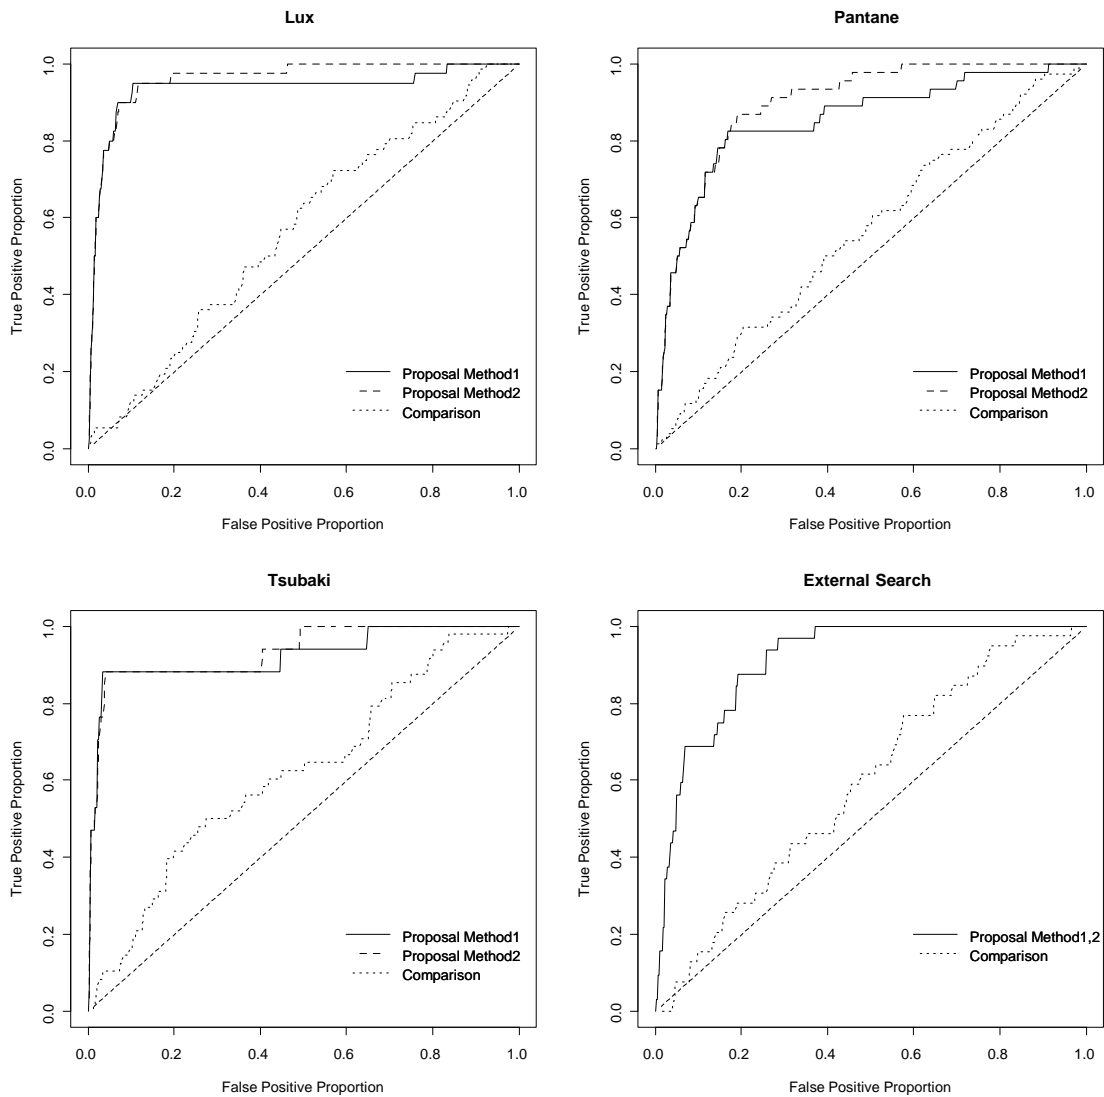 Lux
True Positive Proportion
1.0
0.8
0.6
0.4
0.2
0.0
Proposal Method1
Proposal Method2
Comparison
0.0 0.2 0.4 0.6 0.8 1.0
False Positive Proportion
Pantane
True Positive Proportion
1.0
0.8
0.6
0.4
0.2
0.0
Proposal Method1
Proposal Method2
Comparison
0.0 0.2 0.4 0.6 0.8 1.0
False Positive Proportion
Tsubaki
True Positive Proportion
1.0
0.8
0.6
0.4
0.2
0.0
Proposal Method1
Proposal Method2
Comparison
0.0 0.2 0.4 0.6 0.8 1.0
False Positive Proportion
External Search
True Positive Proportion
1.0
0.8
0.6
0.4
0.2
0.0
Proposal Method1,2
Comparison
0.0 0.2 0.4 0.6 0.8 1.0
False Positive Proportion